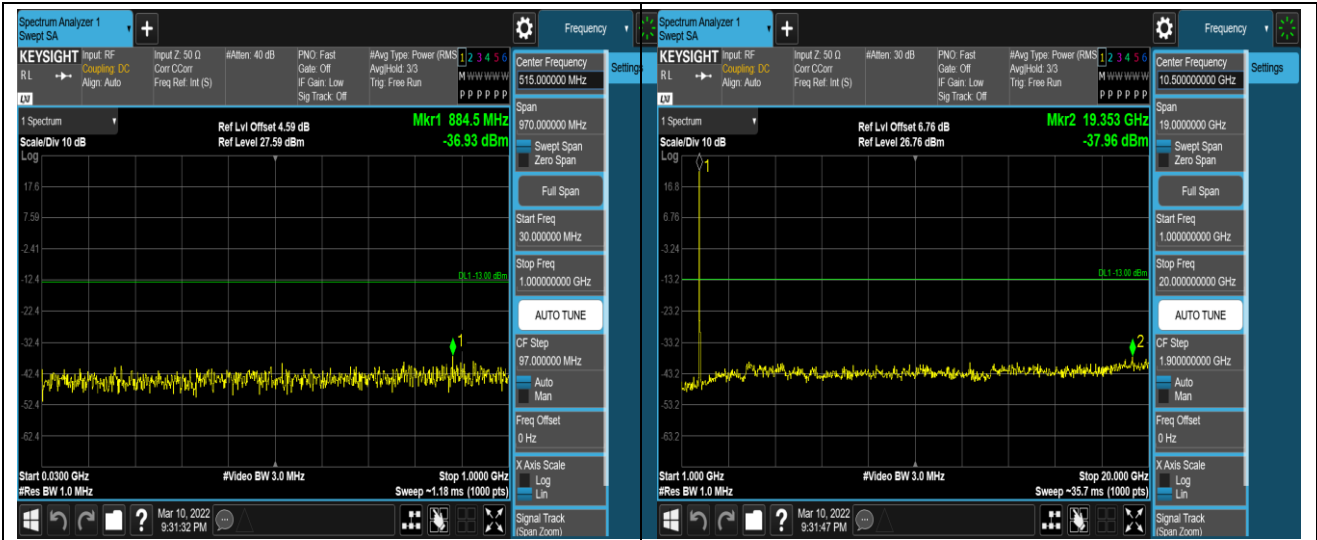 Spectrum Analyzer 1
Swept SA
Frequency
Settings
KEYSIGHT
RL
LXI
Input: RF
Coupling: DC
Align: Auto
Input Z: 50 Ω
Corr CCorr
Freq Ref: Int (S)
#Atten: 40 dB
PNO: Fast
Gate: Off
IF Gain: Low
Sig Track: Off
#Avg Type: Power (RMS
Avg|Hold: 3/3
Trig: Free Run
1 2 3 4 5 6
M W W W W W
P P P P P P
1 Spectrum
Scale/Div 10 dB
Log
Ref Lvl Offset 4.59 dB
Ref Level 27.59 dBm
Mkr1 884.5 MHz
-36.93 dBm
17.6
7.59
-2.41
-12.4
-22.4
-32.4
-42.4
-52.4
-62.4
DL1 -13.00 dBm
1
Start 0.0300 GHz
#Res BW 1.0 MHz
#Video BW 3.0 MHz
Stop 1.0000 GHz
Sweep ~1.18 ms (1000 pts)
Center Frequency
515.000000 MHz
Span
970.000000 MHz
Swept Span
Zero Span
Full Span
Start Freq
30.000000 MHz
Stop Freq
1.000000000 GHz
AUTO TUNE
CF Step
97.000000 MHz
Auto
Man
Freq Offset
0 Hz
X Axis Scale
Log
Lin
Signal Track
(Span Zoom)
?
Mar 10, 2022
9:31:32 PM
Spectrum Analyzer 1
Swept SA
Frequency
Settings
KEYSIGHT
RL
LXI
Input: RF
Coupling: DC
Align: Auto
Input Z: 50 Ω
Corr CCorr
Freq Ref: Int (S)
#Atten: 30 dB
PNO: Fast
Gate: Off
IF Gain: Low
Sig Track: Off
#Avg Type: Power (RMS
Avg|Hold: 3/3
Trig: Free Run
1 2 3 4 5 6
M W W W W W
P P P P P P
1 Spectrum
Scale/Div 10 dB
Log
Ref Lvl Offset 6.76 dB
Ref Level 26.76 dBm
Mkr2 19.353 GHz
-37.96 dBm
1
16.8
6.76
-3.24
-13.2
-23.2
-33.2
-43.2
-53.2
-63.2
DL1 -13.00 dBm
2
Start 1.000 GHz
#Res BW 1.0 MHz
#Video BW 3.0 MHz
Stop 20.000 GHz
Sweep ~35.7 ms (1000 pts)
Center Frequency
10.500000000 GHz
Span
19.0000000 GHz
Swept Span
Zero Span
Full Span
Start Freq
1.000000000 GHz
Stop Freq
20.000000000 GHz
AUTO TUNE
CF Step
1.900000000 GHz
Auto
Man
Freq Offset
0 Hz
X Axis Scale
Log
Lin
Signal Track
(Span Zoom)
?
Mar 10, 2022
9:31:47 PM